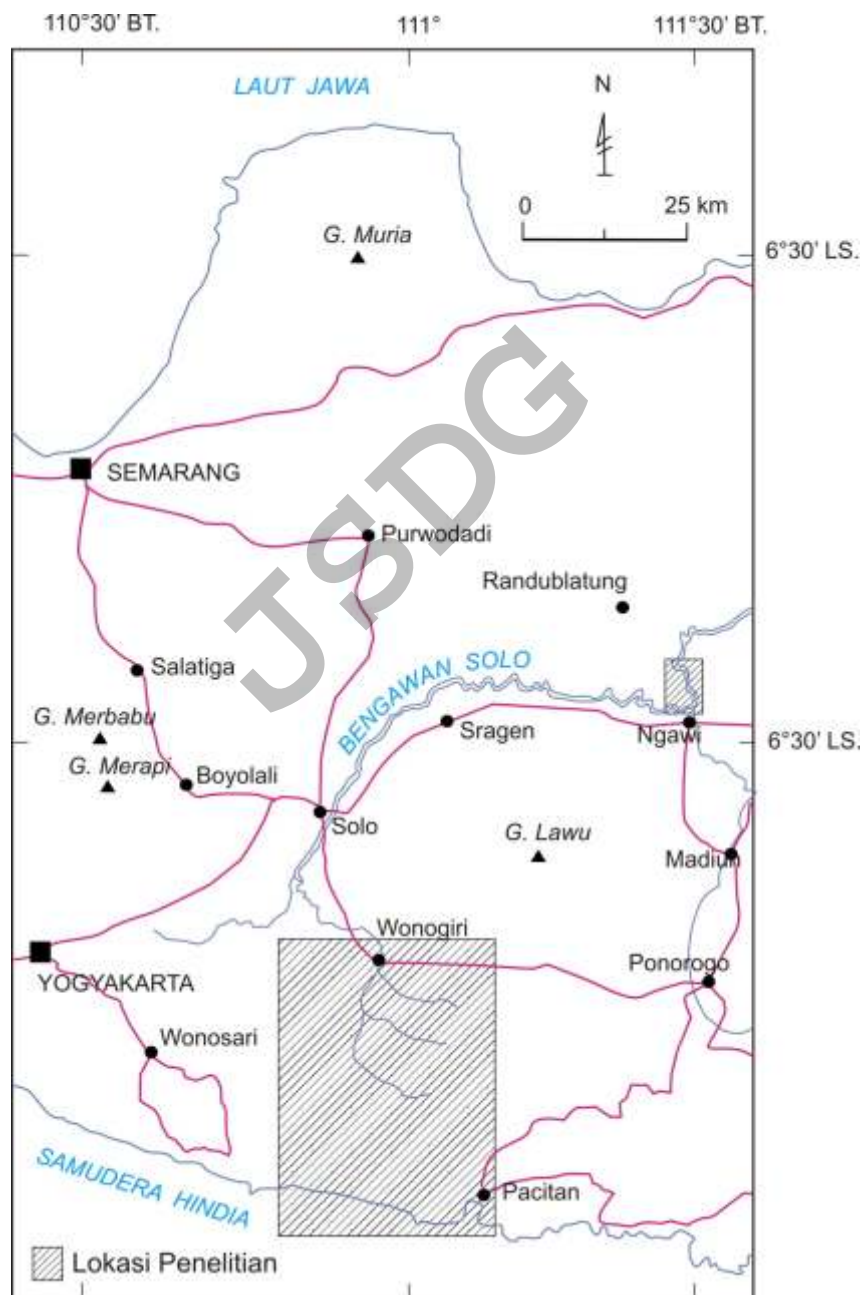 110°30’ BT.
111°
111°30’ BT.
LAUT JAWA
N
0
25 km
G. Muria
6°30’ LS.
JSDG
SEMARANG
Purwodadi
Randublatung
Salatiga
BENGAWAN SOLO
G. Merbabu
Sragen
Ngawi
6°30’ LS.
G. Merapi
Boyolali
Solo
G. Lawu
Madiun
Wonogiri
YOGYAKARTA
Ponorogo
Wonosari
SAMUDERA HINDIA
Pacitan
Lokasi Penelitian